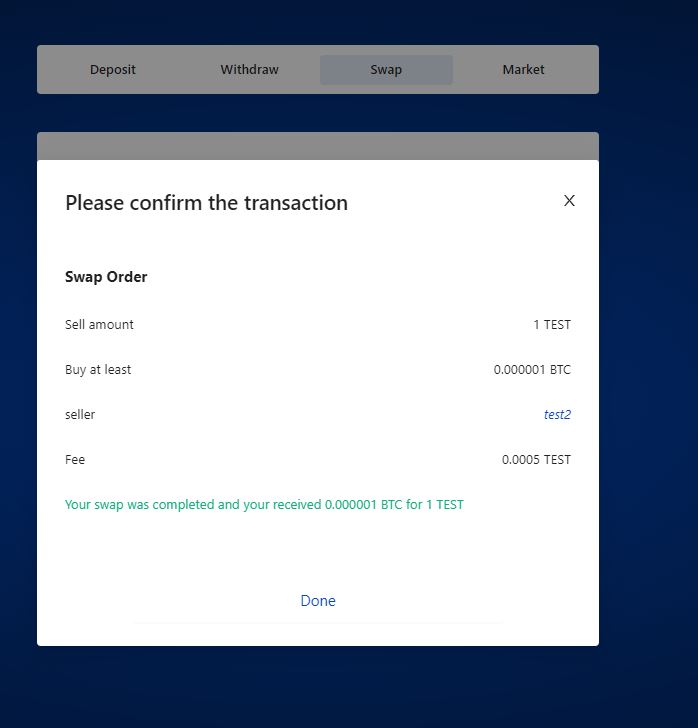 Deposit Withdraw Swap Market
Please confirm the transaction X
Swap Order
Sell amount 1 TEST
Buy at least 0.000001 BTC
seller test2
Fee 0.0005 TEST
Your swap was completed and your received 0.000001 BTC for 1 TEST
Done